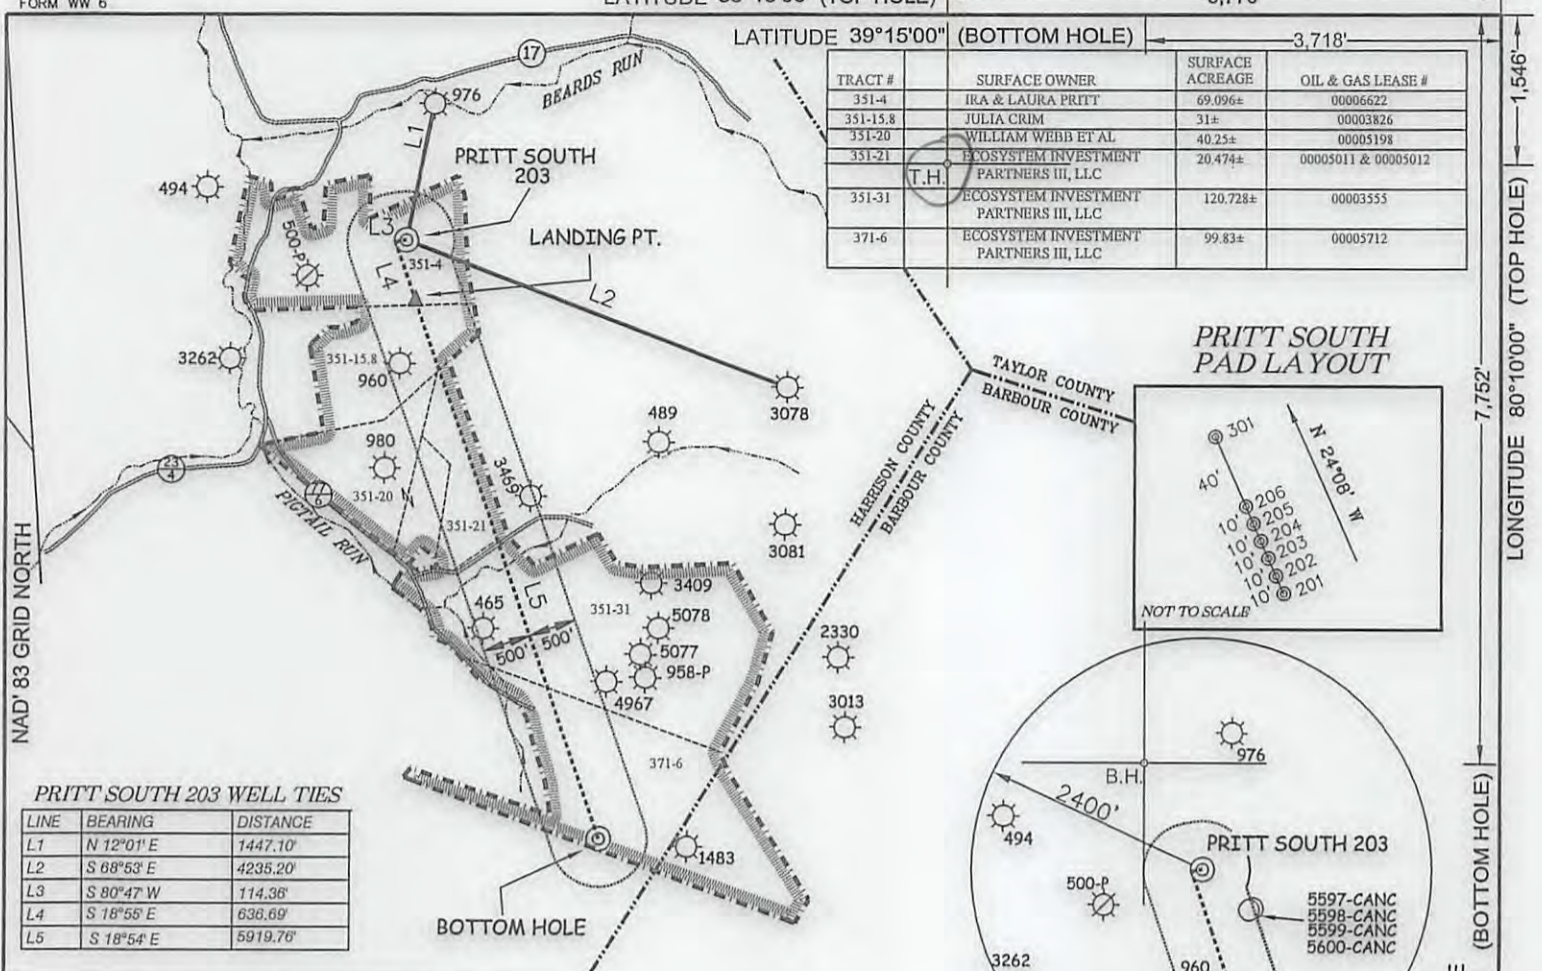 FORM WW 6
LATITUDE (TOP HOLE)
LATITUDE 39°15'00" (BOTTOM HOLE)
3,718'
TRACT # SURFACE OWNER SURFACE ACREAGE OIL & GAS LEASE #
351-4 IRA & LAURA PRITT 69.096± 00006622
351-15.8 JULIA CRIM 31± 00003826
351-20 WILLIAM WEBB ET AL 40.25± 00005198
351-21 ECOSYSTEM INVESTMENT PARTNERS III, LLC 20.474± 00005011 & 00005012
351-31 ECOSYSTEM INVESTMENT PARTNERS III, LLC 120.728± 00003555
371-6 ECOSYSTEM INVESTMENT PARTNERS III, LLC 99.83± 00005712
T.H.
1,546'
LONGITUDE 80°10'00" (TOP HOLE)
7,752'
(BOTTOM HOLE)
17
BEARDS RUN
976
L1
PRITT SOUTH
203
494
L3
LANDING PT.
500-P
351-4
L4
L2
3262
351-15.8
960
3078
TAYLOR COUNTY
BARBOUR COUNTY
HARRISON COUNTY
BARBOUR COUNTY
489
980
23
4
77
6
351-20
3469
PIGTAIL RUN
351-21
3081
NAD' 83 GRID NORTH
465
L5
351-31
3409
5078
500' 500'
5077
958-P
4967
2330
3013
371-6
1483
BOTTOM HOLE
PRITT SOUTH
PAD LAYOUT
301
N 24°08' W
40'
206
10' 205
10' 204
10' 203
10' 202
10' 201
NOT TO SCALE
PRITT SOUTH 203 WELL TIES
LINE BEARING DISTANCE
L1 N 12°01' E 1447.10'
L2 S 68°53' E 4235.20'
L3 S 80°47' W 114.36'
L4 S 18°55' E 636.69'
L5 S 18°54' E 5919.76'
976
B.H.
2400'
494
PRITT SOUTH 203
500-P
5597-CANC
5598-CANC
5599-CANC
5600-CANC
3262
960